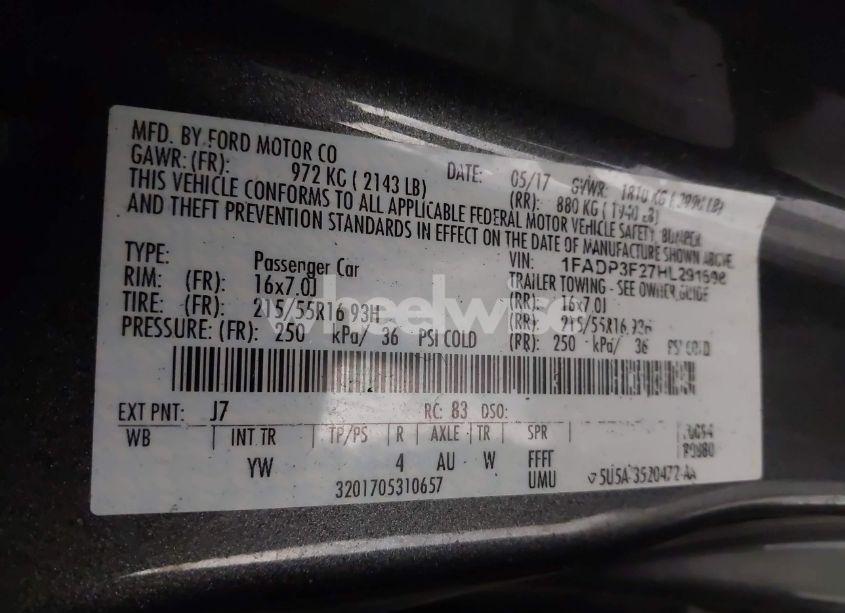 MFD. BY FORD MOTOR CO
DATE: 05/17 GVWR: 1810 KG
GAWR: (FR): 972 KG ( 2143 LB) (RR): 880 KG ( 1940 LB)
THIS VEHICLE CONFORMS TO ALL APPLICABLE FEDERAL MOTOR VEHICLE SAFETY, BUMPER
AND THEFT PREVENTION STANDARDS IN EFFECT ON THE DATE OF MANUFACTURE SHOWN ABOVE.
VIN:
TYPE: Passenger Car TRAILER TOWING - SEE OWNER GUIDE
RIM: (FR): 16x7.0J (RR): 16x7.0J
TIRE: (FR): 215/55R16 93H (RR): 215/55R16
PRESSURE: (FR): 250 kPa/ 36 PSI COLD (RR): 250 kPa/ 36 PSI COLD
wheelwise
EXT PNT: J7 RC: 83 DSO:
WB INT TR TP/PS R AXLE TR SPR
YW 4 AU W FFFT
UMU
3201705310657
5U5A-3520472-AA